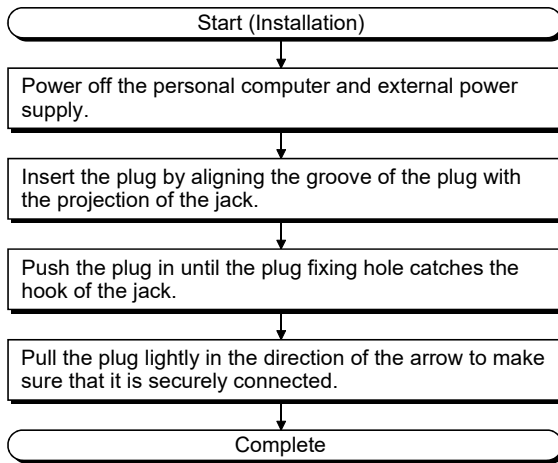 Start (Installation)
Power off the personal computer and external power
supply.
Insert the plug by aligning the groove of the plug with
the projection of the jack.
Push the plug in until the plug fixing hole catches the
hook of the jack.
Pull the plug lightly in the direction of the arrow to make
sure that it is securely connected.
Complete